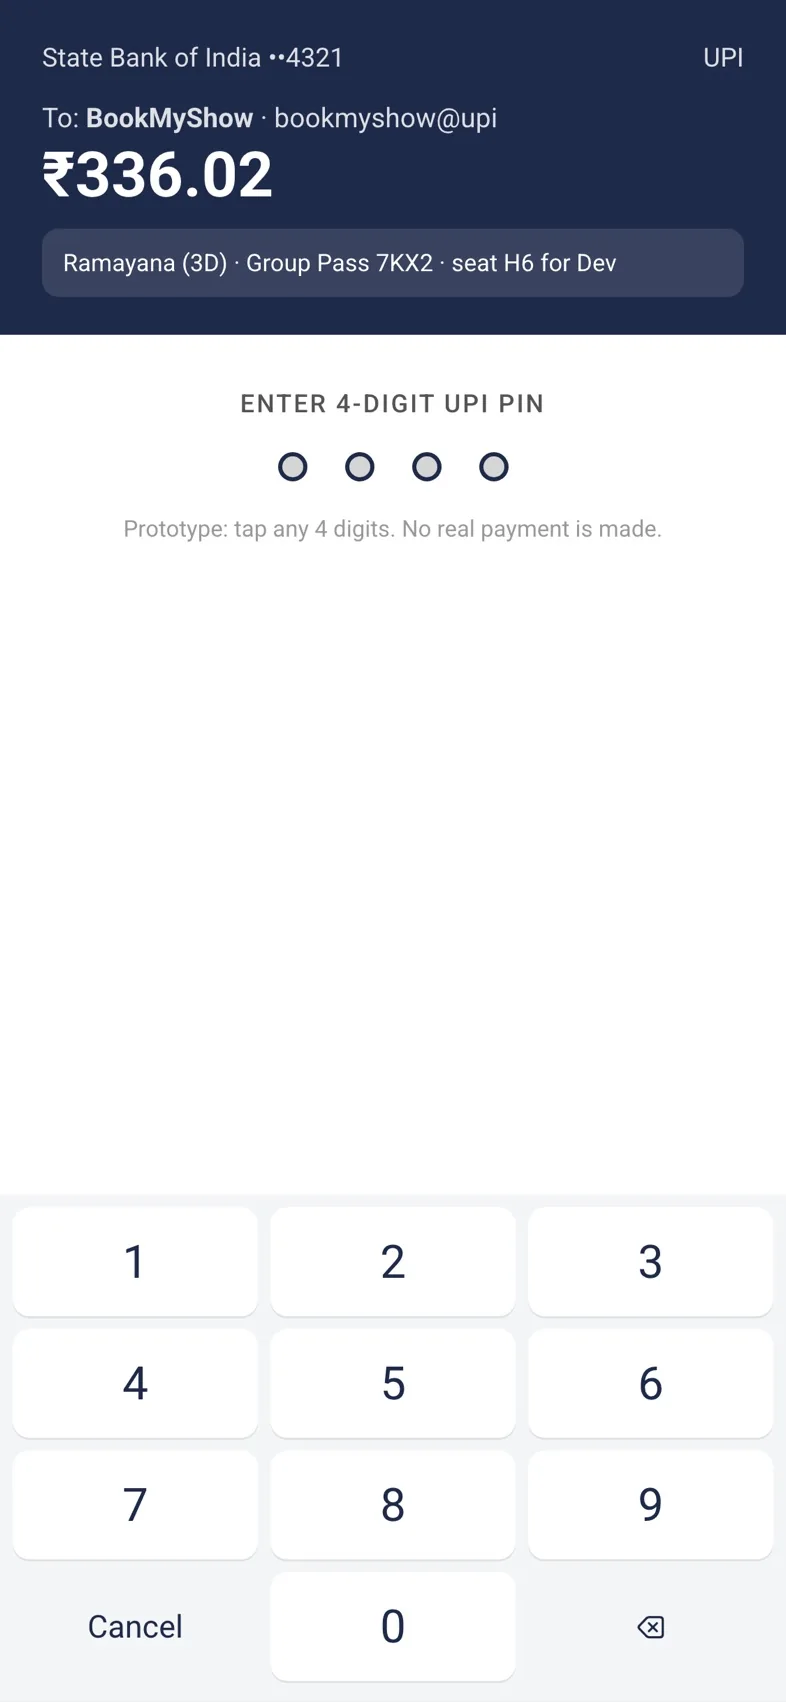 State Bank of India ••4321 UPI
To: BookMyShow · bookmyshow@upi
₹336.02
Ramayana (3D) · Group Pass 7KX2 · seat H6 for Dev
ENTER 4-DIGIT UPI PIN
Prototype: tap any 4 digits. No real payment is made.
1 2 3
4 5 6
7 8 9
Cancel 0